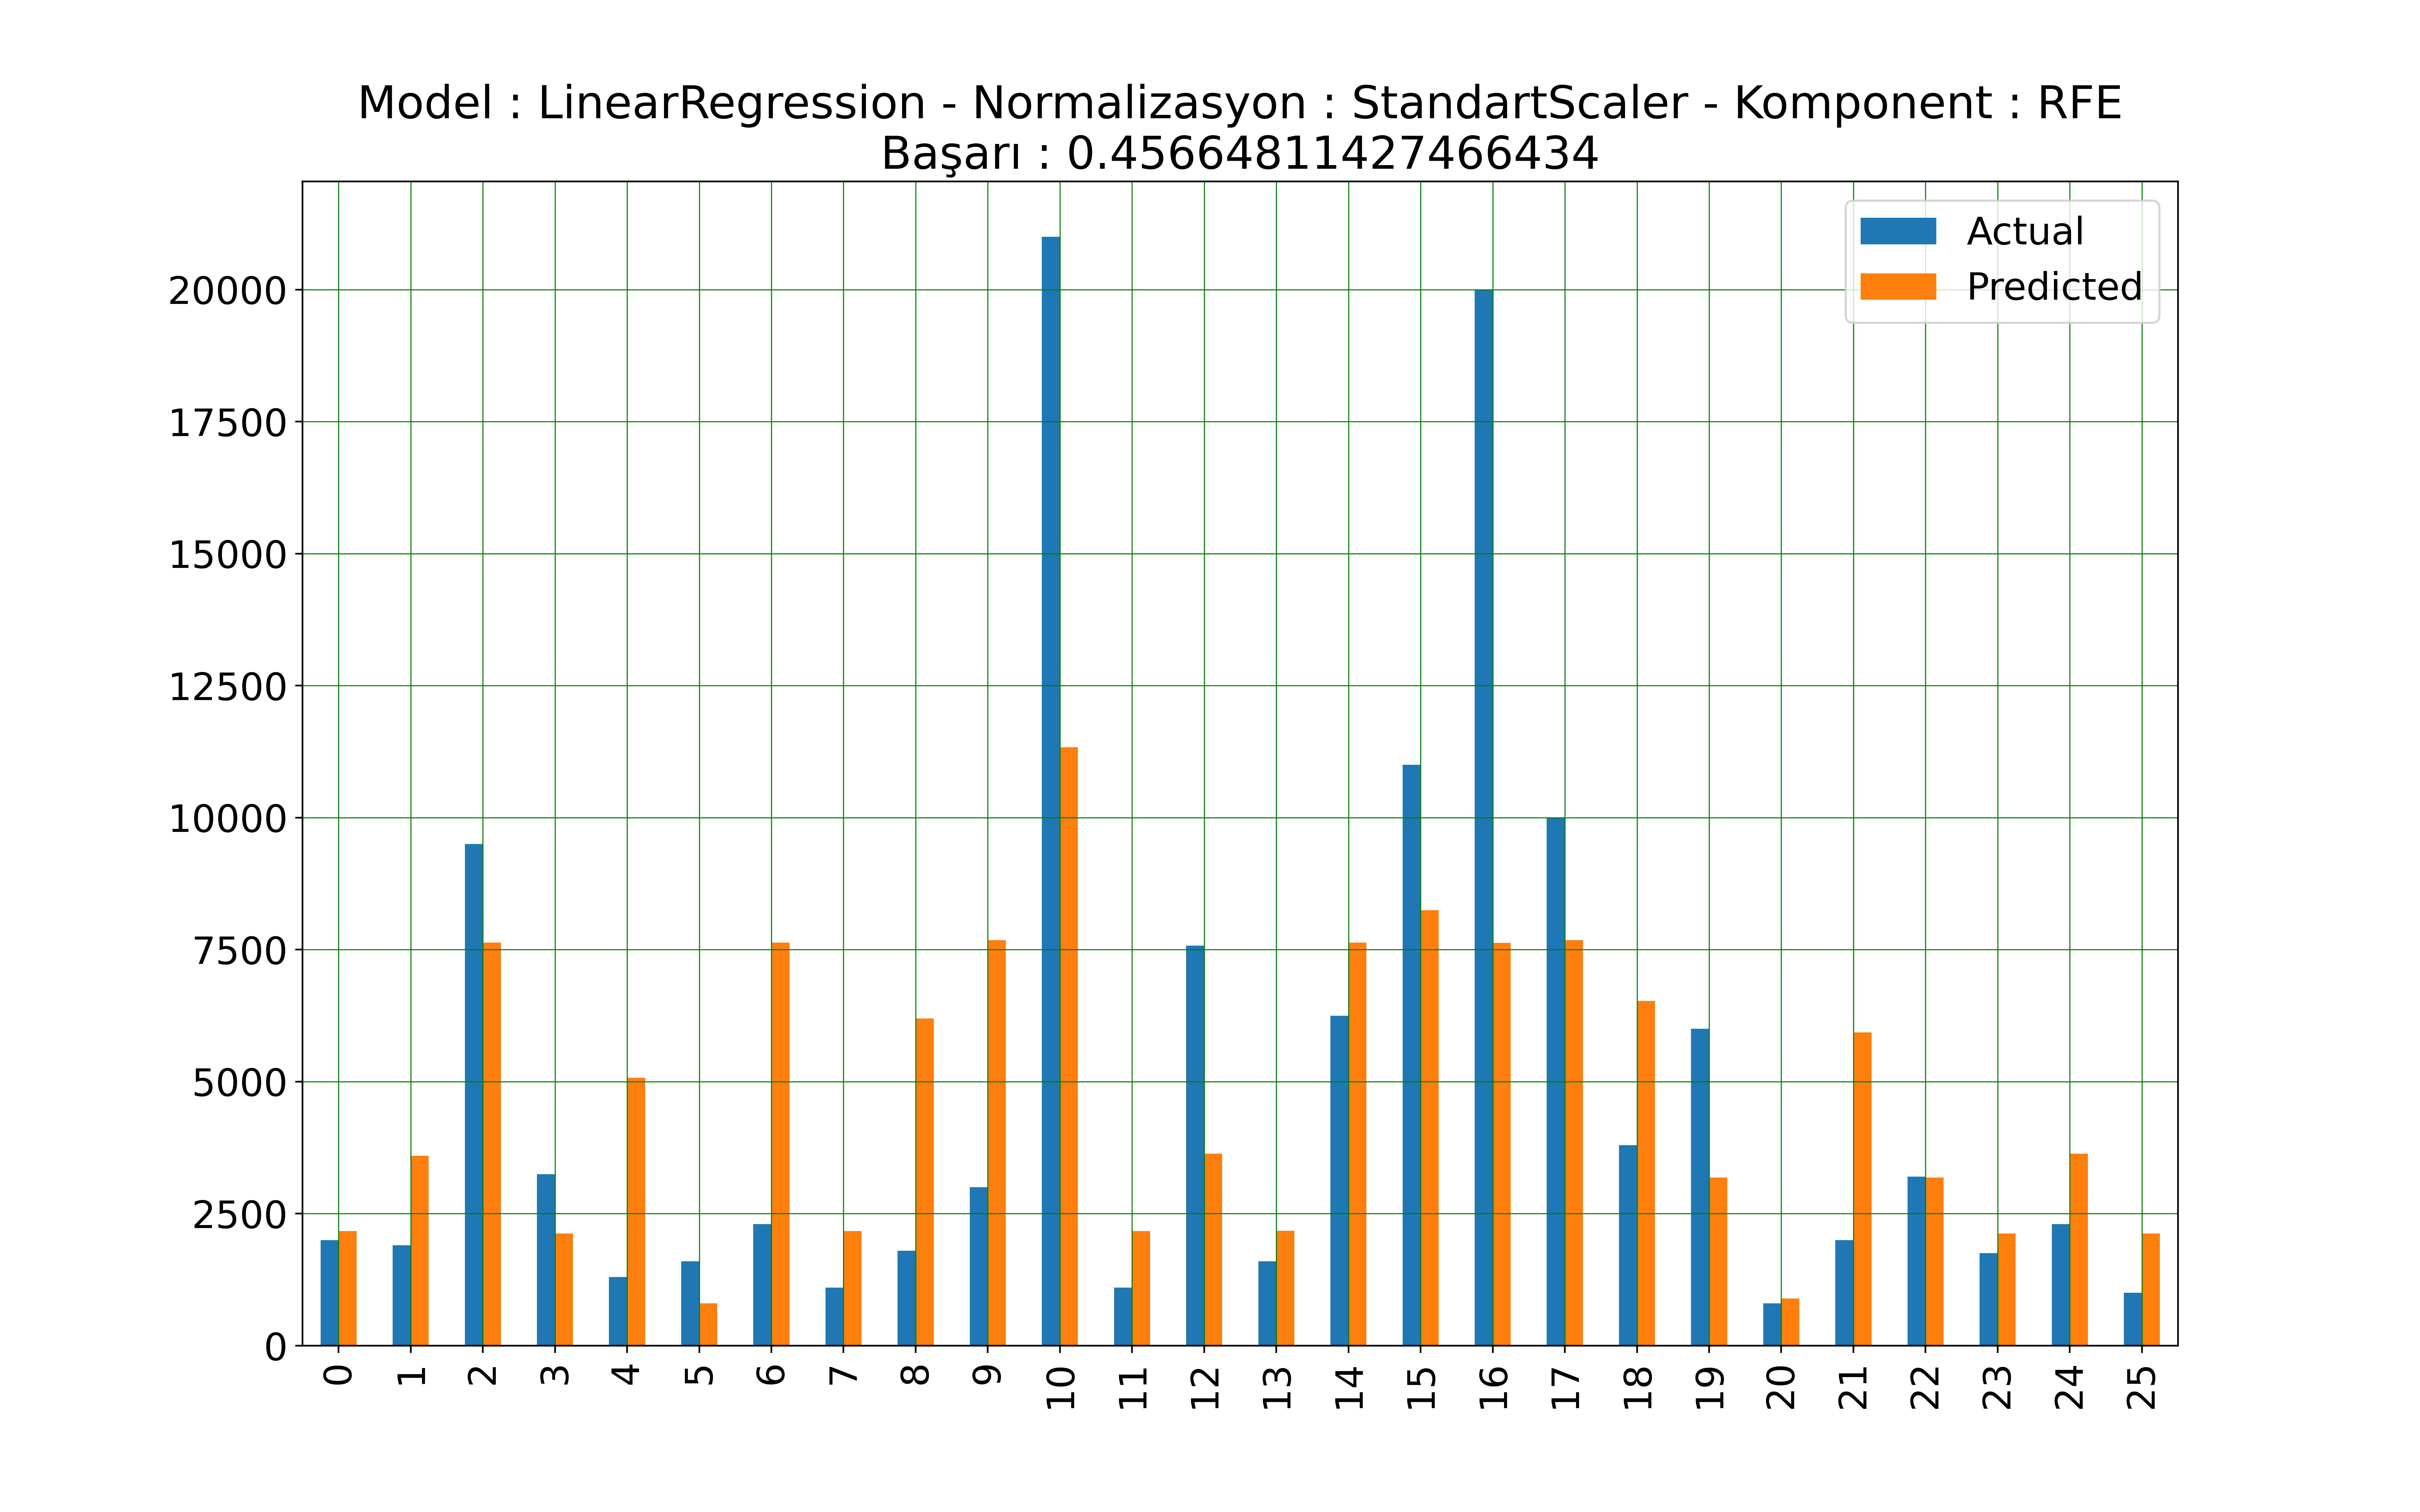 Model : LinearRegression - Normalizasyon : StandartScaler - Komponent : RFE
Başarı : 0.45664811427466434
Actual
Predicted
20000
17500
15000
12500
10000
7500
5000
2500
0
0 1 2 3 4 5 6 7 8 9 10 11 12 13 14 15 16 17 18 19 20 21 22 23 24 25